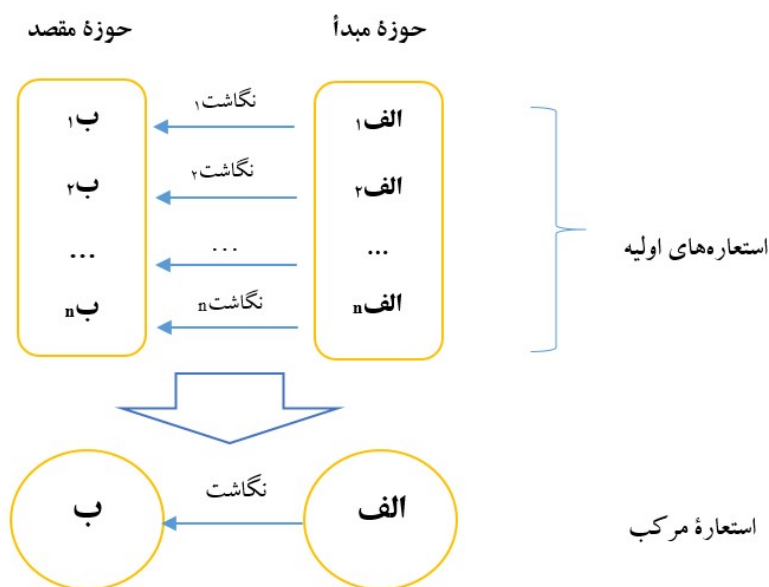 حوزهٔ مبدأ
حوزهٔ مقصد
الف۱
نگاشت۱
ب۱
الف۲
نگاشت۲
ب۲
...
...
...
الفn
نگاشتn
بn
استعاره‌های اولیه
الف
نگاشت
ب
استعارهٔ مرکب